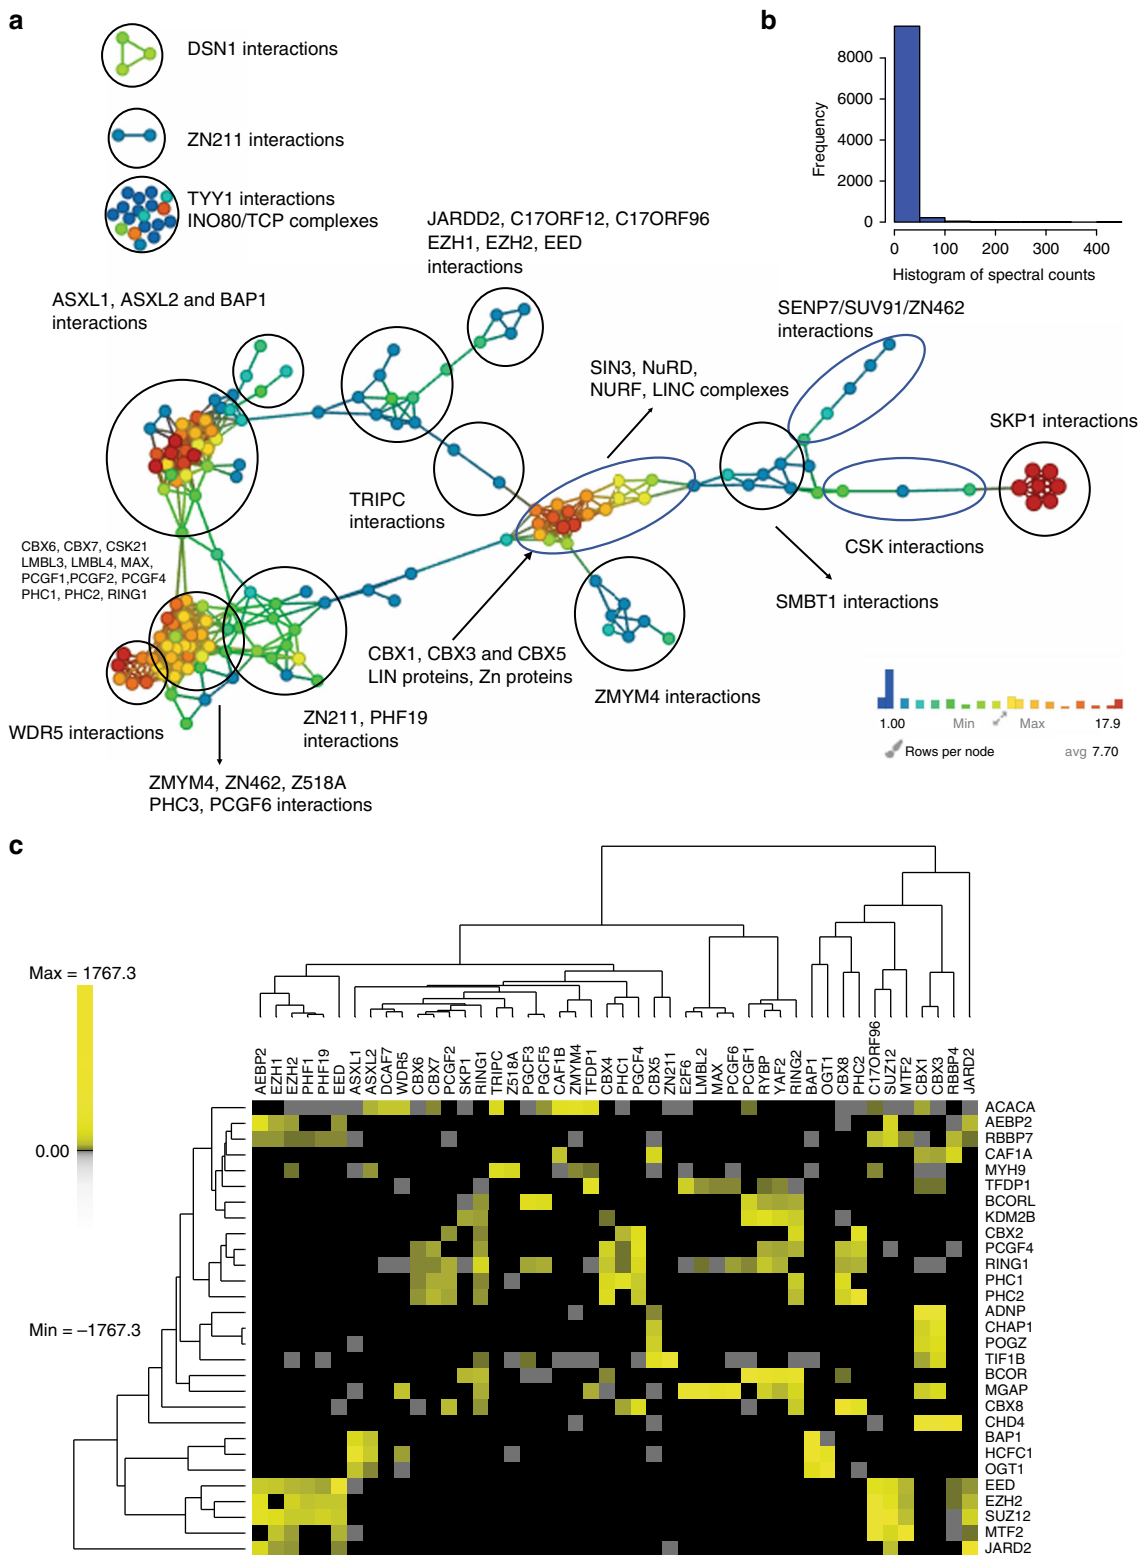 a
DSN1 interactions
ZN211 interactions
TYY1 interactions
INO80/TCP complexes
JARDD2, C17ORF12, C17ORF96
EZH1, EZH2, EED
interactions
ASXL1, ASXL2 and BAP1
interactions
SIN3, NuRD,
NURF, LINC complexes
SENP7/SUV91/ZN462
interactions
SKP1 interactions
TRIPC
interactions
CBX6, CBX7, CSK21
LMBL3, LMBL4, MAX,
PCGF1,PCGF2, PCGF4
PHC1, PHC2, RING1
CSK interactions
SMBT1 interactions
CBX1, CBX3 and CBX5
LIN proteins, Zn proteins
ZMYM4 interactions
WDR5 interactions
ZN211, PHF19
interactions
ZMYM4, ZN462, Z518A
PHC3, PCGF6 interactions
1.00 Min Max 17.9
Rows per node avg 7.70
b
Frequency
8000
6000
4000
2000
0
0 100 200 300 400
Histogram of spectral counts
c
Max = 1767.3
0.00
Min = –1767.3
AEBP2
EZH1
EZH2
PHF1
PHF19
EED
ASXL1
ASXL2
DCAF7
WDR5
CBX6
CBX7
PCGF2
SKP1
RING1
TRIPC
Z518A
PGCF3
PGCF5
CAF1B
ZMYM4
TFDP1
CBX4
PHC1
PGCF4
CBX5
ZN211
E2F6
LMBL2
MAX
PCGF6
PCGF1
RYBP
YAF2
RING2
BAP1
OGT1
CBX8
PHC2
C17ORF96
SUZ12
MTF2
CBX1
CBX3
RBBP4
JARD2
ACACA
AEBP2
RBBP7
CAF1A
MYH9
TFDP1
BCORL
KDM2B
CBX2
PCGF4
RING1
PHC1
PHC2
ADNP
CHAP1
POGZ
TIF1B
BCOR
MGAP
CBX8
CHD4
BAP1
HCFC1
OGT1
EED
EZH2
SUZ12
MTF2
JARD2